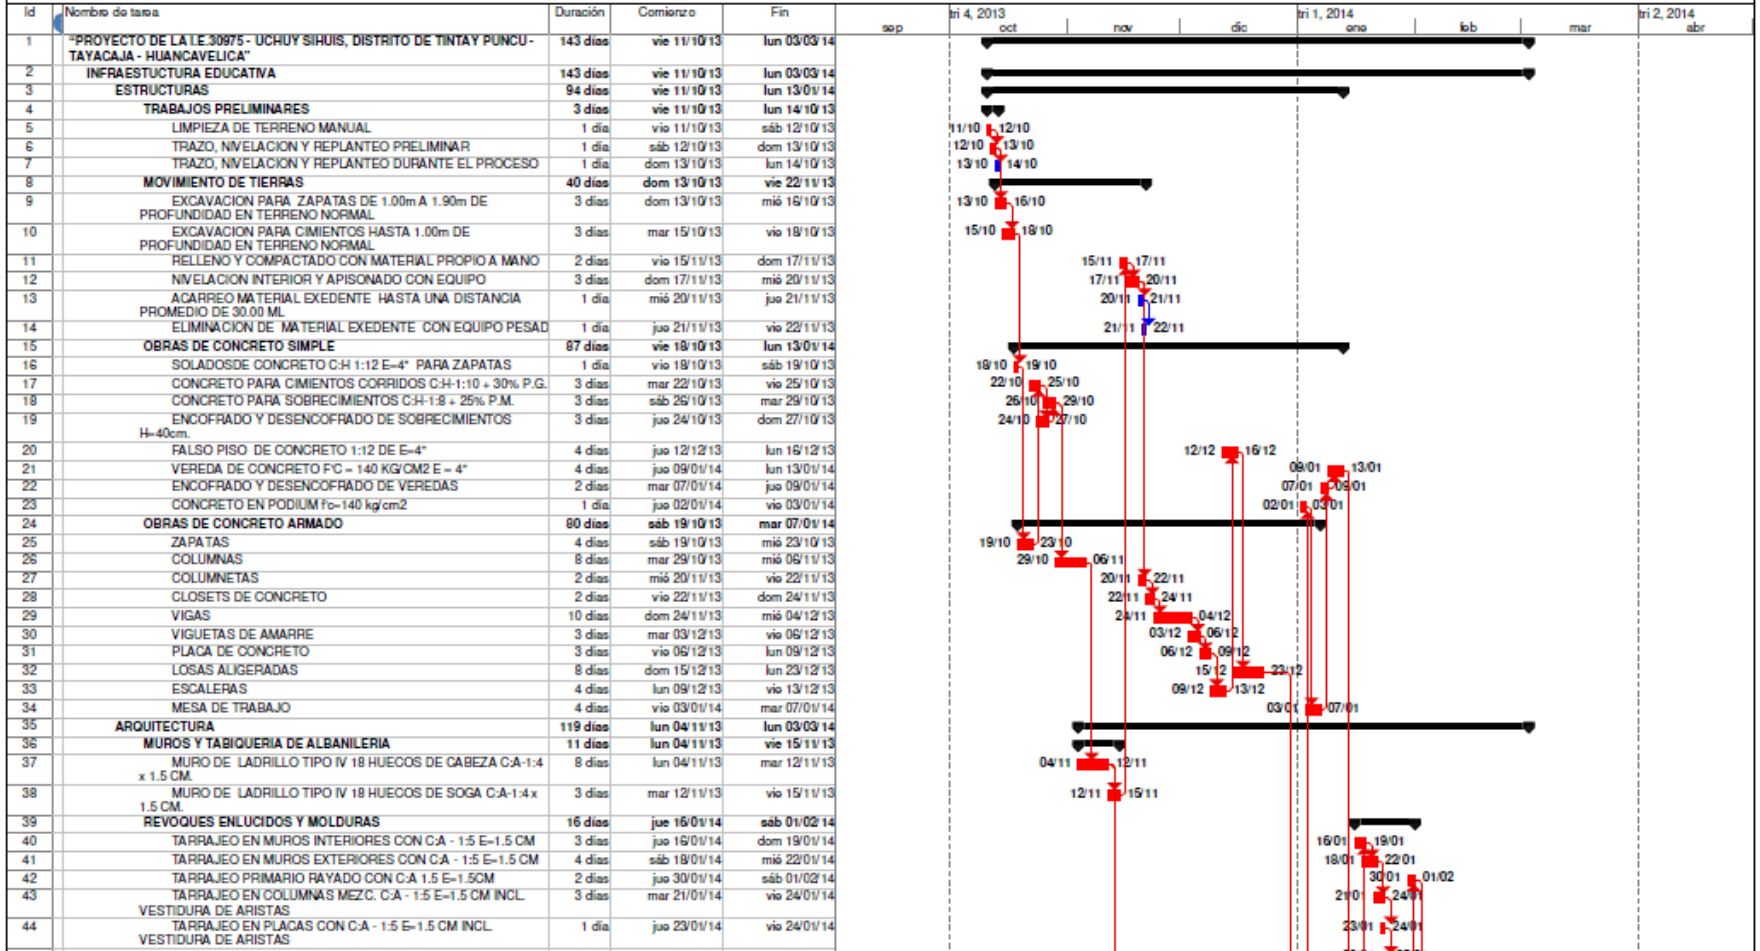 Id Nombre de tarea Duración Comienzo Fin tri 4, 2013 tri 1, 2014 tri 2, 2014
sep oct nov dic ene feb mar abr
1 "PROYECTO DE LA I.E.30975 - UCHUY SIHUIS, DISTRITO DE TINTAY PUNCU - 143 días vie 11/10/13 lun 03/03/14
TAYACAJA - HUANCAVELICA"
2 INFRAESTUCTURA EDUCATIVA 143 días vie 11/10/13 lun 03/03/14
3 ESTRUCTURAS 94 días vie 11/10/13 lun 13/01/14
4 TRABAJOS PRELIMINARES 3 días vie 11/10/13 lun 14/10/13
5 LIMPIEZA DE TERRENO MANUAL 1 día vie 11/10/13 sáb 12/10/13 11/10 12/10
6 TRAZO, NIVELACION Y REPLANTEO PRELIMINAR 1 día sáb 12/10/13 dom 13/10/13 12/10 13/10
7 TRAZO, NIVELACION Y REPLANTEO DURANTE EL PROCESO 1 día dom 13/10/13 lun 14/10/13 13/10 14/10
8 MOVIMIENTO DE TIERRAS 40 días dom 13/10/13 vie 22/11/13
9 EXCAVACION PARA ZAPATAS DE 1.00m A 1.90m DE 3 días dom 13/10/13 mié 16/10/13 13/10 16/10
PROFUNDIDAD EN TERRENO NORMAL
10 EXCAVACION PARA CIMIENTOS HASTA 1.00m DE 3 días mar 15/10/13 vie 18/10/13 15/10 18/10
PROFUNDIDAD EN TERRENO NORMAL
11 RELLENO Y COMPACTADO CON MATERIAL PROPIO A MANO 2 días vie 15/11/13 dom 17/11/13 15/11 17/11
12 NIVELACION INTERIOR Y APISONADO CON EQUIPO 3 días dom 17/11/13 mié 20/11/13 17/11 20/11
13 ACARREO MATERIAL EXEDENTE HASTA UNA DISTANCIA 1 día mié 20/11/13 jue 21/11/13 20/11 21/11
PROMEDIO DE 30.00 ML
14 ELIMINACION DE MATERIAL EXEDENTE CON EQUIPO PESAD 1 día jue 21/11/13 vie 22/11/13 21/11 22/11
15 OBRAS DE CONCRETO SIMPLE 87 días vie 18/10/13 lun 13/01/14
16 SOLADOSDE CONCRETO C:H 1:12 E=4" PARA ZAPATAS 1 día vie 18/10/13 sáb 19/10/13 18/10 19/10
17 CONCRETO PARA CIMIENTOS CORRIDOS C:H-1:10 + 30% P.G. 3 días mar 22/10/13 vie 25/10/13 22/10 25/10
18 CONCRETO PARA SOBRECIMIENTOS C:H-1:8 + 25% P.M. 3 días sáb 26/10/13 mar 29/10/13 26/10 29/10
19 ENCOFRADO Y DESENCOFRADO DE SOBRECIMIENTOS 3 días jue 24/10/13 dom 27/10/13 24/10 27/10
H=40cm.
20 FALSO PISO DE CONCRETO 1:12 DE E=4" 4 días jue 12/12/13 lun 16/12/13 12/12 16/12
21 VEREDA DE CONCRETO F'C = 140 KG/CM2 E = 4" 4 días jue 09/01/14 lun 13/01/14 09/01 13/01
22 ENCOFRADO Y DESENCOFRADO DE VEREDAS 2 días mar 07/01/14 jue 09/01/14 07/01 09/01
23 CONCRETO EN PODIUM f'c=140 kg/cm2 1 día jue 02/01/14 vie 03/01/14 02/01 03/01
24 OBRAS DE CONCRETO ARMADO 80 días sáb 19/10/13 mar 07/01/14
25 ZAPATAS 4 días sáb 19/10/13 mié 23/10/13 19/10 23/10
26 COLUMNAS 8 días mar 29/10/13 mié 06/11/13 29/10 06/11
27 COLUMNETAS 2 días mié 20/11/13 vie 22/11/13 20/11 22/11
28 CLOSETS DE CONCRETO 2 días vie 22/11/13 dom 24/11/13 22/11 24/11
29 VIGAS 10 días dom 24/11/13 mié 04/12/13 24/11 04/12
30 VIGUETAS DE AMARRE 3 días mar 03/12/13 vie 06/12/13 03/12 06/12
31 PLACA DE CONCRETO 3 días vie 06/12/13 lun 09/12/13 06/12 09/12
32 LOSAS ALIGERADAS 8 días dom 15/12/13 lun 23/12/13 15/12 23/12
33 ESCALERAS 4 días lun 09/12/13 vie 13/12/13 09/12 13/12
34 MESA DE TRABAJO 4 días vie 03/01/14 mar 07/01/14 03/01 07/01
35 ARQUITECTURA 119 días lun 04/11/13 lun 03/03/14
36 MUROS Y TABIQUERIA DE ALBANILERIA 11 días lun 04/11/13 vie 15/11/13
37 MURO DE LADRILLO TIPO IV 18 HUECOS DE CABEZA C:A-1:4 8 días lun 04/11/13 mar 12/11/13 04/11 12/11
x 1.5 CM.
38 MURO DE LADRILLO TIPO IV 18 HUECOS DE SOGA C:A-1:4 x 3 días mar 12/11/13 vie 15/11/13 12/11 15/11
1.5 CM.
39 REVOQUES ENLUCIDOS Y MOLDURAS 16 días jue 16/01/14 sáb 01/02/14
40 TARRAJEO EN MUROS INTERIORES CON C:A - 1:5 E=1.5 CM 3 días jue 16/01/14 dom 19/01/14 16/01 19/01
41 TARRAJEO EN MUROS EXTERIORES CON C:A - 1:5 E=1.5 CM 4 días sáb 18/01/14 mié 22/01/14 18/01 22/01
42 TARRAJEO PRIMARIO RAYADO CON C:A 1.5 E=1.5CM 2 días jue 30/01/14 sáb 01/02/14 30/01 01/02
43 TARRAJEO EN COLUMNAS MEZC. C:A - 1:5 E=1.5 CM INCL. 3 días mar 21/01/14 vie 24/01/14 21/01 24/01
VESTIDURA DE ARISTAS
44 TARRAJEO EN PLACAS CON C:A - 1:5 E=1.5 CM INCL. 1 día jue 23/01/14 vie 24/01/14 23/01 24/01
VESTIDURA DE ARISTAS